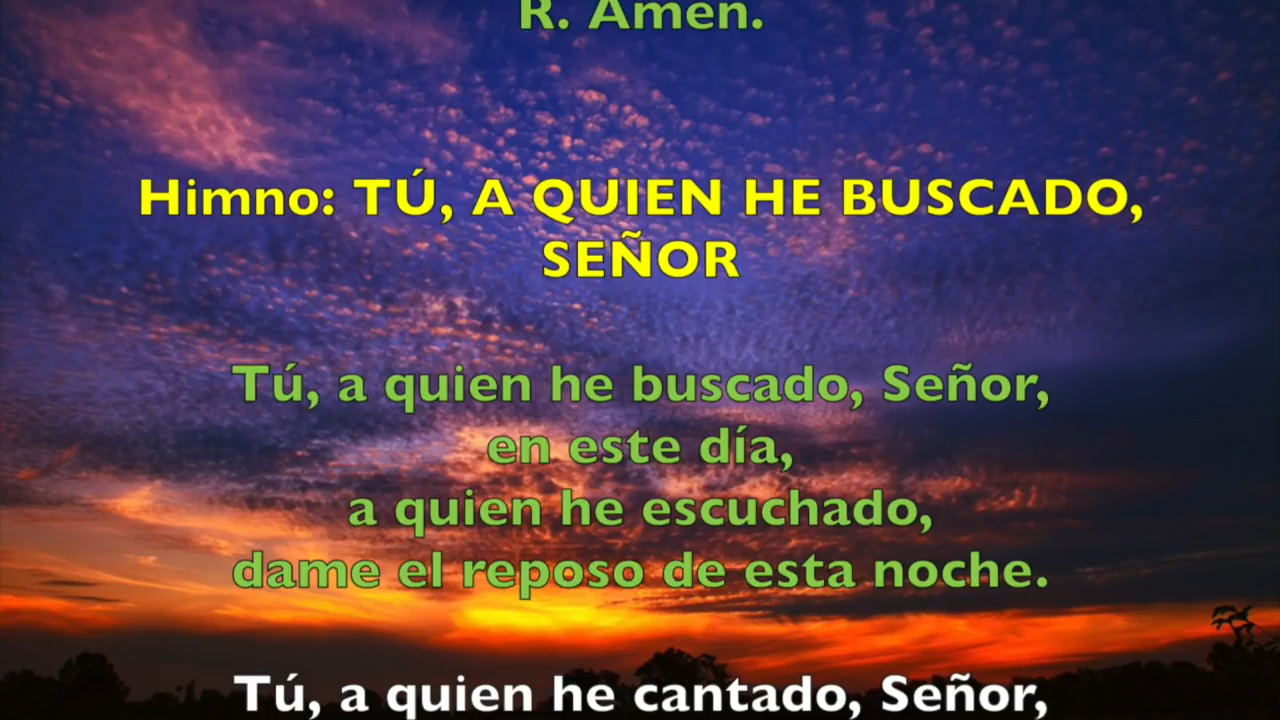 R. Amén.
Himno: TÚ, A QUIEN HE BUSCADO,
SEÑOR
Tú, a quien he buscado, Señor,
en este día,
a quien he escuchado,
dame el reposo de esta noche.
Tú, a quien he cantado, Señor,